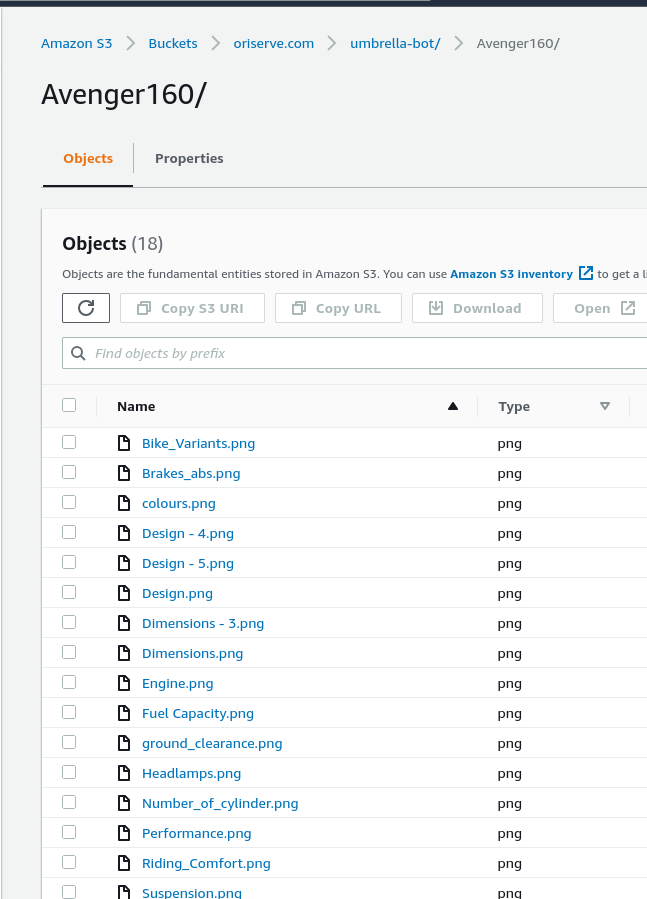 Amazon S3 > Buckets > oriserve.com > umbrella-bot/ > Avenger160/
Avenger160/
Objects Properties
Objects (18)
Objects are the fundamental entities stored in Amazon S3. You can use Amazon S3 inventory to get a
Copy S3 URI Copy URL Download Open
Find objects by prefix
Name Type
Bike_Variants.png png
Brakes_abs.png png
colours.png png
Design - 4.png png
Design - 5.png png
Design.png png
Dimensions - 3.png png
Dimensions.png png
Engine.png png
Fuel Capacity.png png
ground_clearance.png png
Headlamps.png png
Number_of_cylinder.png png
Performance.png png
Riding_Comfort.png png
Suspension.png png